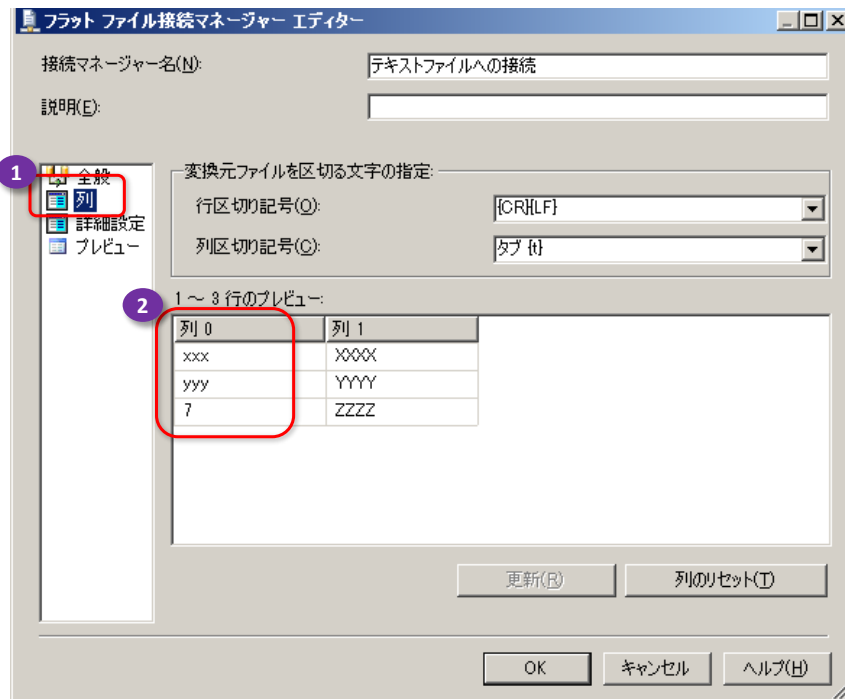 フラット ファイル接続マネージャー エディター
接続マネージャー名(N):
テキストファイルへの接続
説明(E):
1
全般
列
詳細設定
プレビュー
変換元ファイルを区切る文字の指定:
行区切り記号(O):
{CR}{LF}
列区切り記号(C):
タブ {t}
2
1 ～ 3 行のプレビュー:
列 0 列 1
xxx XXXX
yyy YYYY
7 ZZZZ
更新(R) 列のリセット(T)
OK キャンセル ヘルプ(H)